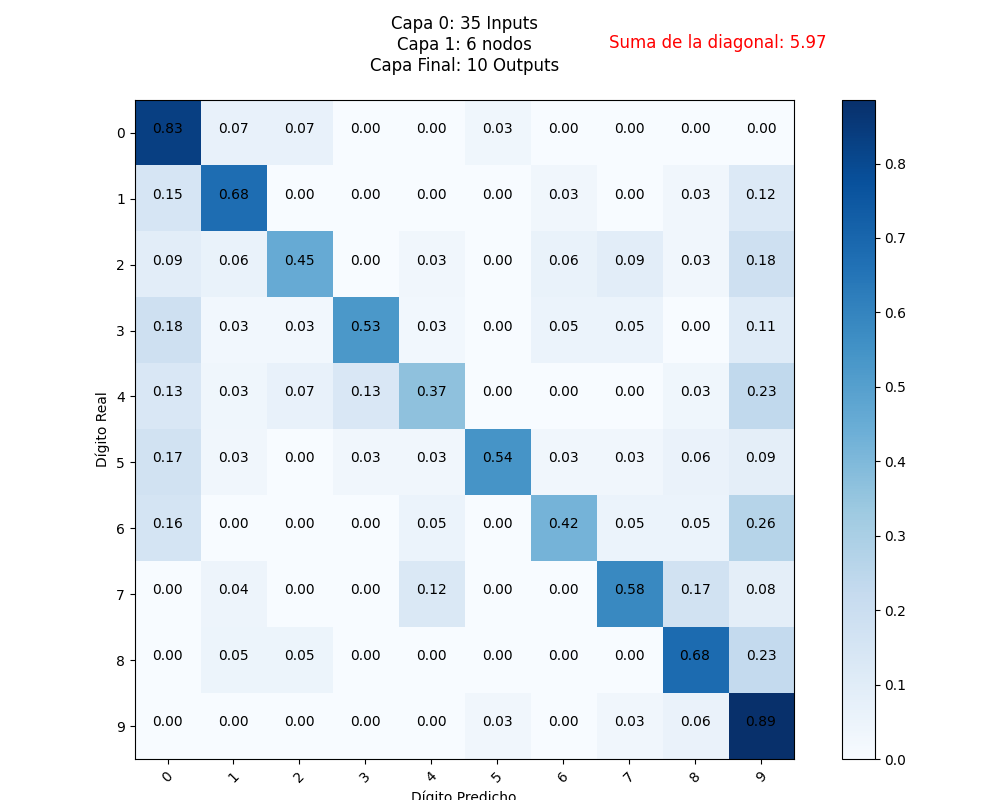 Capa 0: 35 Inputs
Capa 1: 6 nodos
Capa Final: 10 Outputs
Suma de la diagonal: 5.97
0 0.83 0.07 0.07 0.00 0.00 0.03 0.00 0.00 0.00 0.00
1 0.15 0.68 0.00 0.00 0.00 0.00 0.03 0.00 0.03 0.12
2 0.09 0.06 0.45 0.00 0.03 0.00 0.06 0.09 0.03 0.18
3 0.18 0.03 0.03 0.53 0.03 0.00 0.05 0.05 0.00 0.11
4 0.13 0.03 0.07 0.13 0.37 0.00 0.00 0.00 0.03 0.23
5 0.17 0.03 0.00 0.03 0.03 0.54 0.03 0.03 0.06 0.09
6 0.16 0.00 0.00 0.00 0.05 0.00 0.42 0.05 0.05 0.26
7 0.00 0.04 0.00 0.00 0.12 0.00 0.00 0.58 0.17 0.08
8 0.00 0.05 0.05 0.00 0.00 0.00 0.00 0.00 0.68 0.23
9 0.00 0.00 0.00 0.00 0.00 0.03 0.00 0.03 0.06 0.89
0 1 2 3 4 5 6 7 8 9
Dígito Real
Dígito Predicho
0.8
0.7
0.6
0.5
0.4
0.3
0.2
0.1
0.0